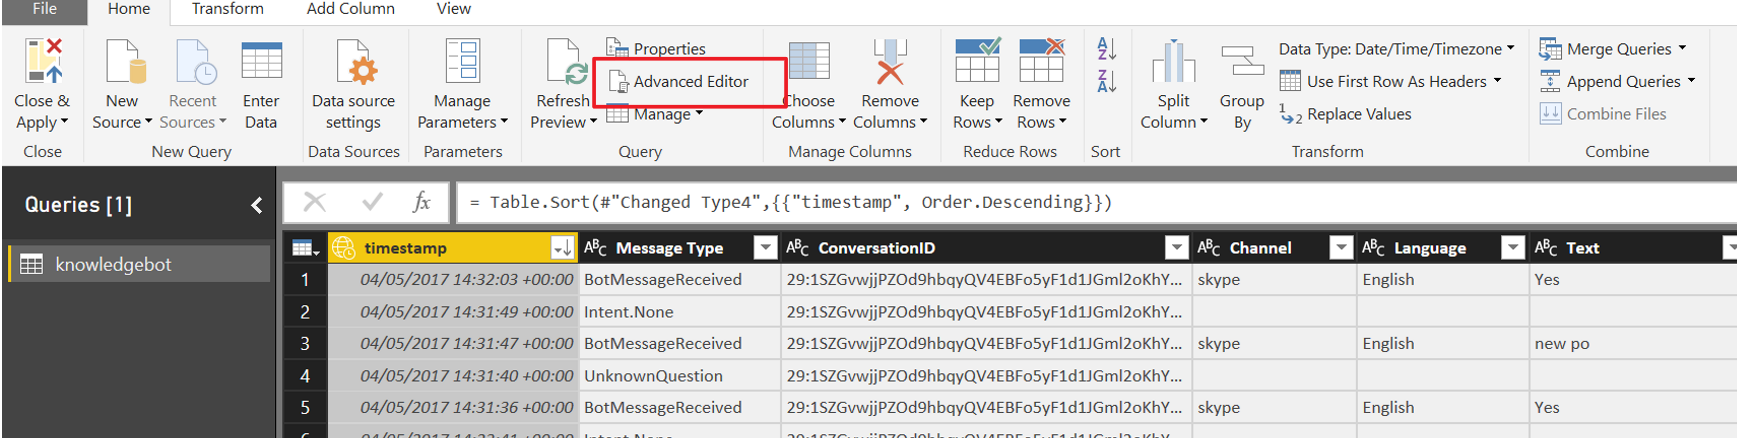 File Home Transform Add Column View
Properties
Data Type: Date/Time/Timezone
Merge Queries
Advanced Editor
Use First Row As Headers
Append Queries
Close & Apply
New Source
Recent Sources
Enter Data
Data source settings
Manage Parameters
Refresh Preview
Manage
Choose Columns
Remove Columns
Keep Rows
Remove Rows
Split Column
Group By
Replace Values
Combine Files
Close New Query Data Sources Parameters Query Manage Columns Reduce Rows Sort Transform Combine
Queries [1]
fx = Table.Sort(#"Changed Type4",{{"timestamp", Order.Descending}})
knowledgebot
timestamp Message Type ConversationID Channel Language Text
1 04/05/2017 14:32:03 +00:00 BotMessageReceived 29:1SZGvwjjPZOd9hbqyQV4EBFo5yF1d1JGml2oKhY... skype English Yes
2 04/05/2017 14:31:49 +00:00 Intent.None 29:1SZGvwjjPZOd9hbqyQV4EBFo5yF1d1JGml2oKhY...
3 04/05/2017 14:31:47 +00:00 BotMessageReceived 29:1SZGvwjjPZOd9hbqyQV4EBFo5yF1d1JGml2oKhY... skype English new po
4 04/05/2017 14:31:40 +00:00 UnknownQuestion 29:1SZGvwjjPZOd9hbqyQV4EBFo5yF1d1JGml2oKhY...
5 04/05/2017 14:31:36 +00:00 BotMessageReceived 29:1SZGvwjjPZOd9hbqyQV4EBFo5yF1d1JGml2oKhY... skype English Yes